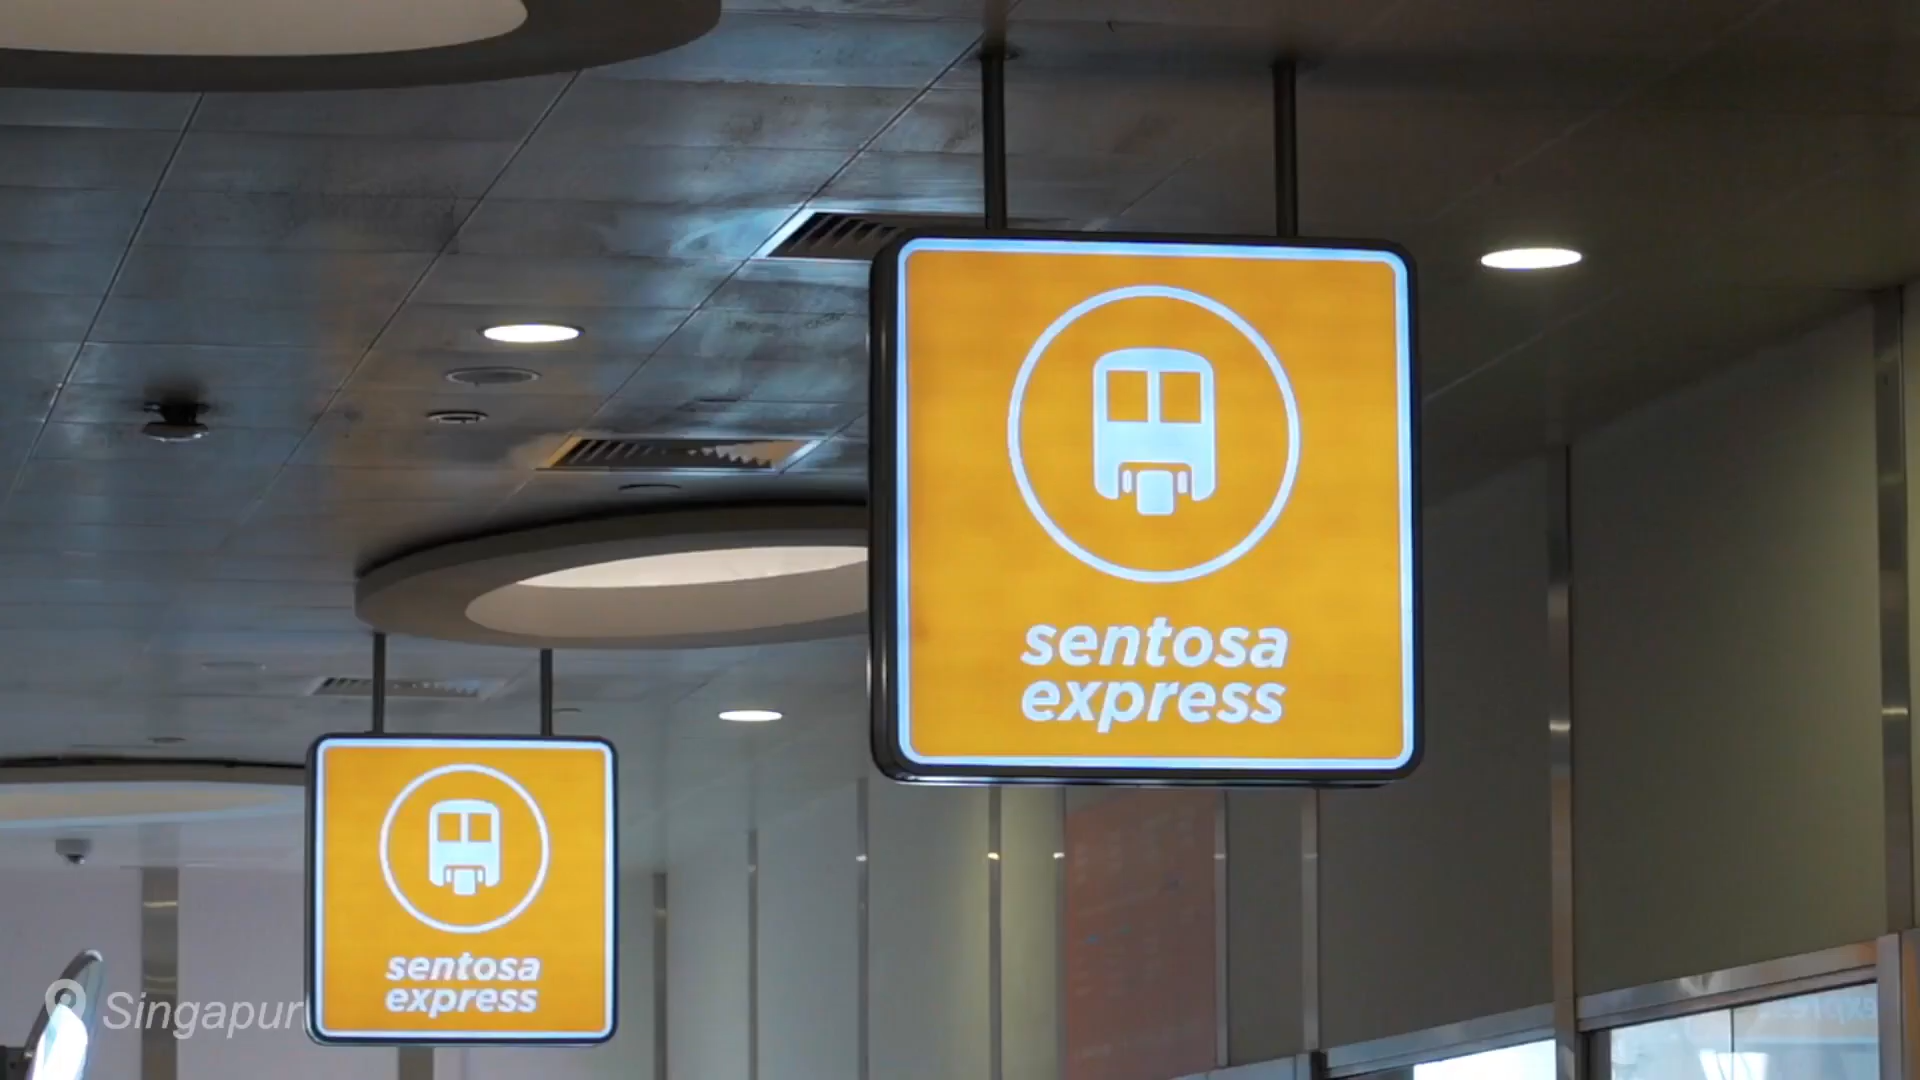 sentosa
express
sentosa
express
Singapur